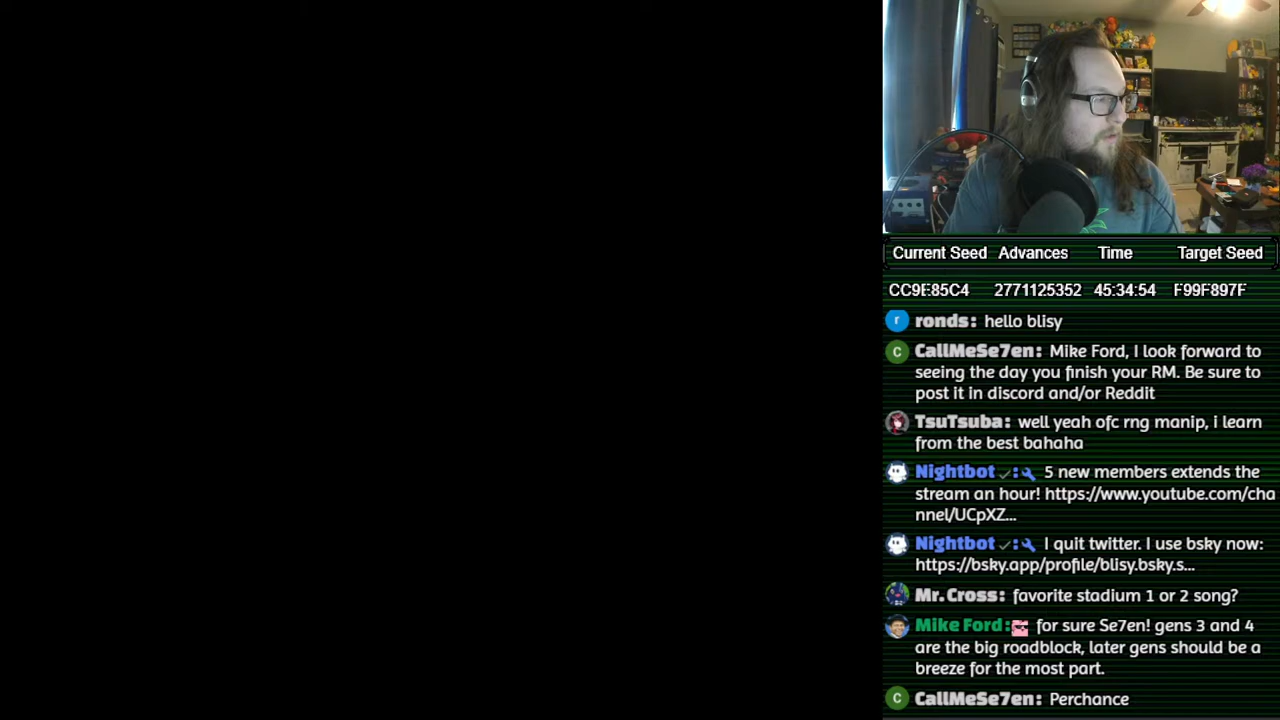 Current Seed Advances Time Target Seed
CC9E85C4 2771125352 45:34:54 F99F897F
ronds: hello blisy
CallMeSe7en: Mike Ford, I look forward to
seeing the day you finish your RM. Be sure to
post it in discord and/or Reddit
TsuTsuba: well yeah ofc rng manip, i learn
from the best bahaha
Nightbot: 5 new members extends the
stream an hour! https://www.youtube.com/cha
nnel/UCpXZ...
Nightbot: I quit twitter. I use bsky now:
https://bsky.app/profile/blisy.bsky.s...
Mr. Cross: favorite stadium 1 or 2 song?
Mike Ford: for sure Se7en! gens 3 and 4
are the big roadblock, later gens should be a
breeze for the most part.
CallMeSe7en: Perchance